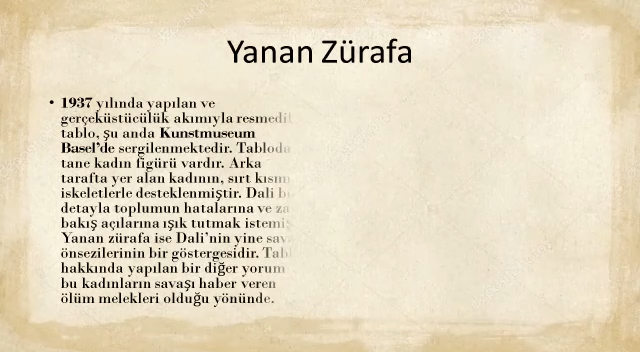 Yanan Zürafa
• 1937 yılında yapılan ve
gerçeküstücülük akımıyla
tablo, şu anda Kunstmuseum
Basel'de sergilenmektedir.
tane kadın figürü vardır. Arka
tarafta yer alan kadının, sırt
iskeletlerle desteklenmiştir. Dali
detayla toplumun hatalarına ve
bakış açılarına ışık tutmak
Yanan zürafa ise Dali'nin yine
önsezilerinin bir göstergesidir.
hakkında yapılan bir diğer yorum
bu kadınların savaşı haber veren
ölüm melekleri olduğu yönünde.